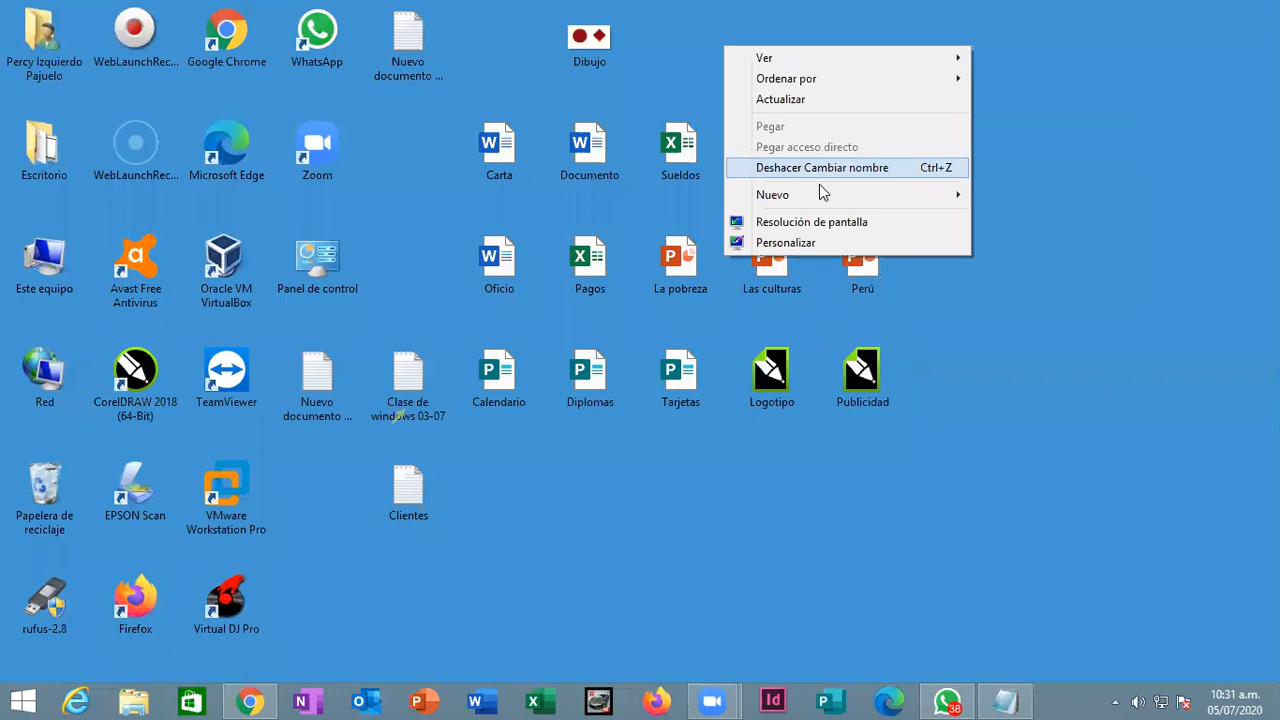 Percy Izquierdo
Pajuelo
WebLaunchRec...
Google Chrome
WhatsApp
Nuevo
documento ...
Dibujo
Ver
Ordenar por
Actualizar
Pegar
Pegar acceso directo
Deshacer Cambiar nombre Ctrl+Z
Nuevo
Resolución de pantalla
Personalizar
Escritorio
WebLaunchRec...
Microsoft Edge
Zoom
Carta
Documento
Sueldos
Este equipo
Avast Free
Antivirus
Oracle VM
VirtualBox
Panel de control
Oficio
Pagos
La pobreza
Las culturas
Perú
Red
CorelDRAW 2018
(64-Bit)
TeamViewer
Nuevo
documento ...
Clase de
windows 03-07
Calendario
Diplomas
Tarjetas
Logotipo
Publicidad
Papelera de
reciclaje
EPSON Scan
VMware
Workstation Pro
Clientes
rufus-2.8
Firefox
Virtual DJ Pro
38
10:31 a.m.
05/07/2020